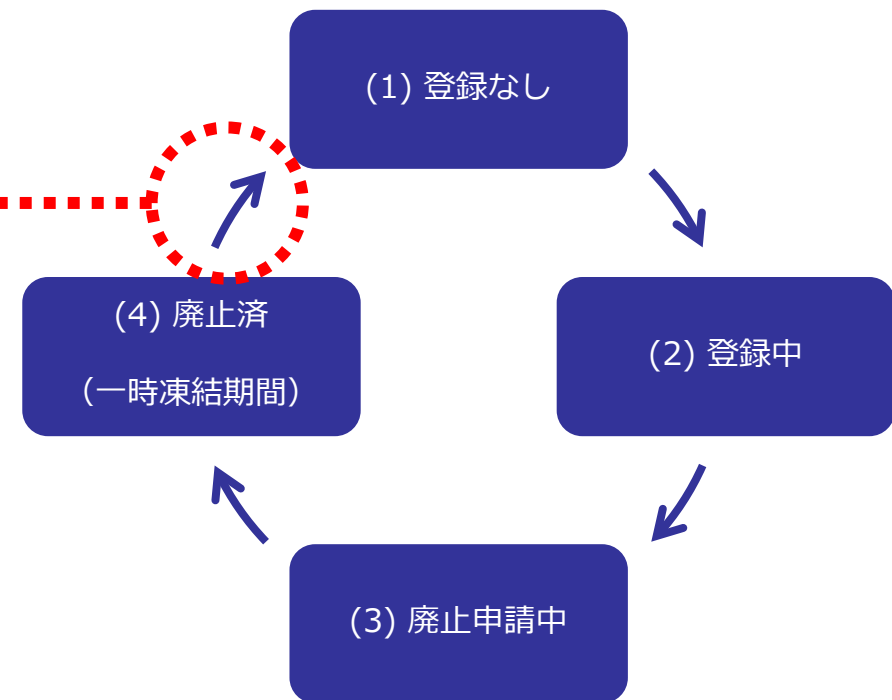 (1) 登録なし
(4) 廃止済
（一時凍結期間）
(2) 登録中
(3) 廃止申請中